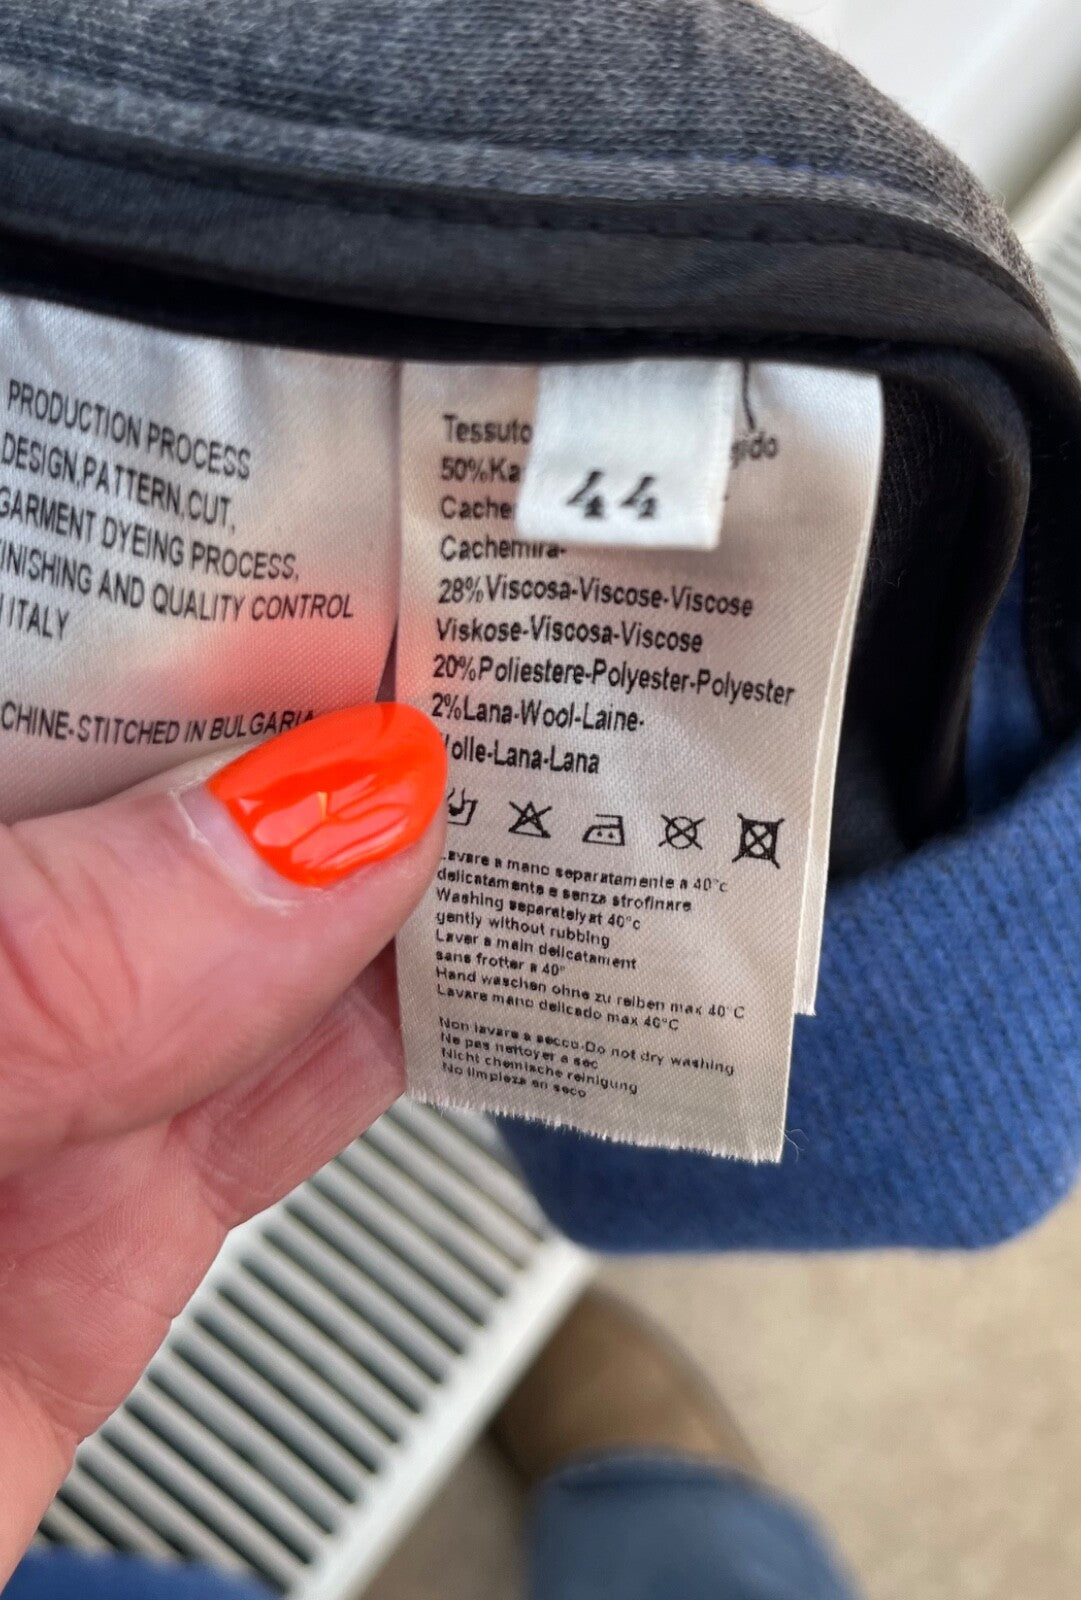 PRODUCTION PROCESS
DESIGN,PATTERN,CUT,
GARMENT DYEING PROCESS,
FINISHING AND QUALITY CONTROL
ITALY
CHINE-STITCHED IN BULGARIA
44
Tessuto
50%Ka
Cache
Cachemira-
28%Viscosa-Viscose-Viscose
Viskose-Viscosa-Viscose
20%Poliestere-Polyester-Polyester
2%Lana-Wool-Laine-
olle-Lana-Lana
Lavare a mano separatamente a 40°c
delicatamente e senza strofinare
Washing separately at 40°c
gently without rubbing
Laver a main delicatament
sans frotter a 40°
Hand waschen ohne zu reiben max 40°C
Lavare mano delicado max 40°C
Non lavare a secco-Do not dry washing
Ne pas nettoyer a sec
Nicht chemische reinigung
No limpieza en seco